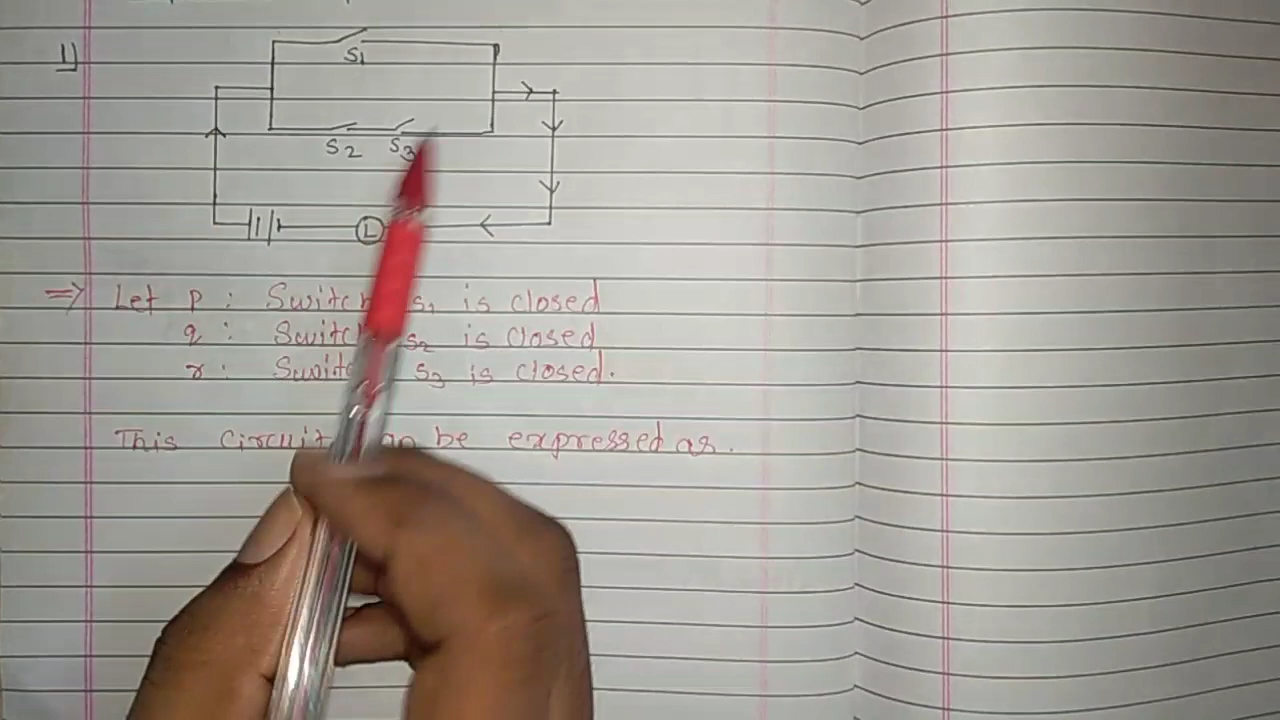 1)
S1
S2 S3
L
⇒ Let p : Switch S1 is closed
q : Switch S2 is closed
r : Switch S3 is closed.
This circuit can be expressed as.